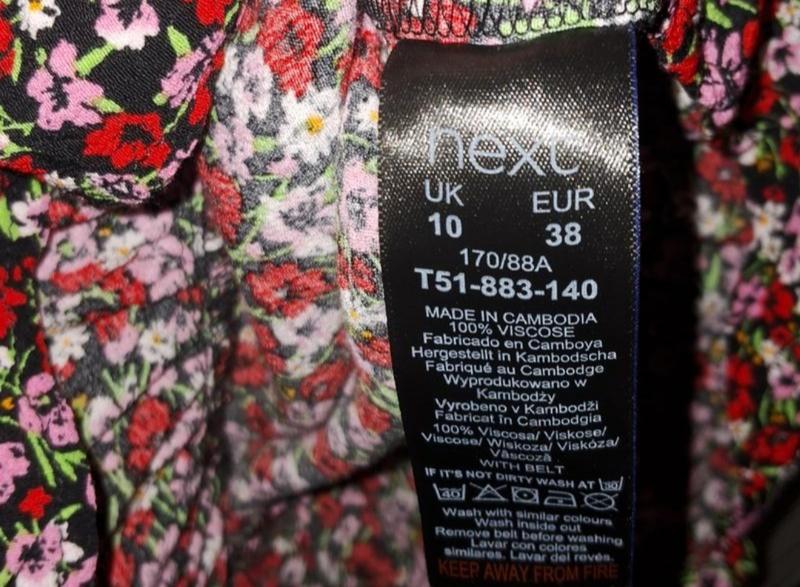 next
UK EUR
10 38
170/88A
T51-883-140
MADE IN CAMBODIA
100% VISCOSE
Fabricado en Camboya
Hergestellt in Kambodscha
Fabriqué au Cambodge
Wyprodukowano w
Kambodży
Vyrobeno v Kambodži
Fabricat în Cambodgia
100% Viscosa/ Viskose/
Viscose/ Wiskoza/ Viskóza/
Vâscoză
WITH BELT
IF IT'S NOT DIRTY WASH AT 30
40
Wash with similar colours
Wash inside out
Remove belt before washing
Lavar con colores
similares. Lavar del revés.
KEEP AWAY FROM FIRE